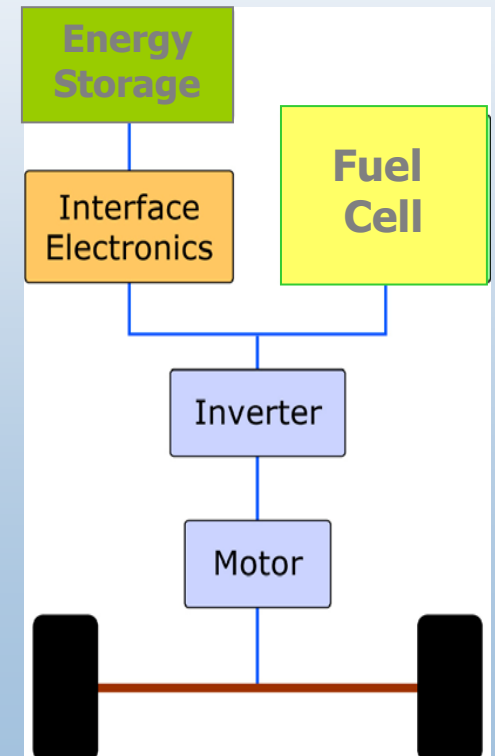 Energy
Storage
Fuel
Cell
Interface
Electronics
Inverter
Motor